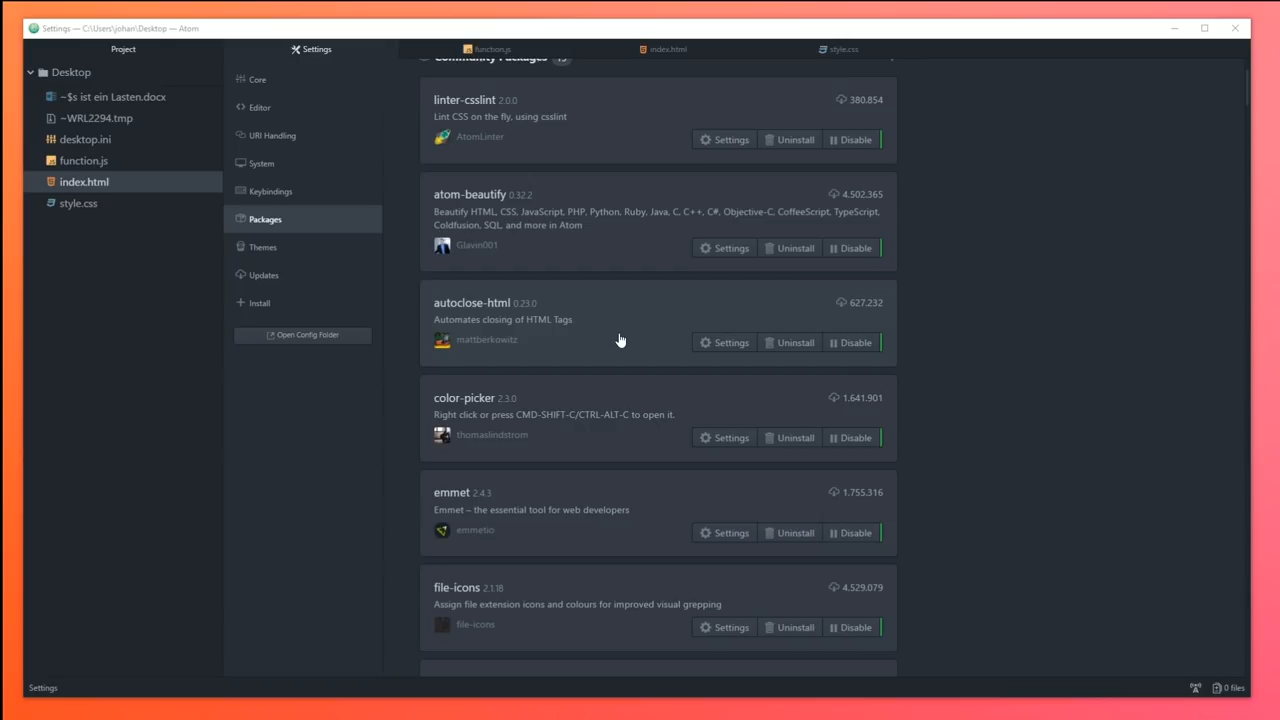 Settings — C:\Users\johan\Desktop — Atom
Project
Settings
function.js
index.html
style.css
Desktop
~$s ist ein Lasten.docx
~WRL2294.tmp
desktop.ini
function.js
index.html
style.css
Core
Editor
URI Handling
System
Keybindings
Packages
Themes
Updates
Install
Open Config Folder
Community Packages
linter-csslint 2.0.0
380.854
Lint CSS on the fly, using csslint
AtomLinter
Settings Uninstall Disable
atom-beautify 0.32.2
4.502.365
Beautify HTML, CSS, JavaScript, PHP, Python, Ruby, Java, C, C++, C#, Objective-C, CoffeeScript, TypeScript,
Coldfusion, SQL, and more in Atom
Glavin001
Settings Uninstall Disable
autoclose-html 0.23.0
627.232
Automates closing of HTML Tags
mattberkowitz
Settings Uninstall Disable
color-picker 2.3.0
1.641.901
Right click or press CMD-SHIFT-C/CTRL-ALT-C to open it.
thomaslindstrom
Settings Uninstall Disable
emmet 2.4.3
1.755.316
Emmet – the essential tool for web developers
emmetio
Settings Uninstall Disable
file-icons 2.1.18
4.529.079
Assign file extension icons and colours for improved visual grepping
file-icons
Settings Uninstall Disable
Settings
0 files